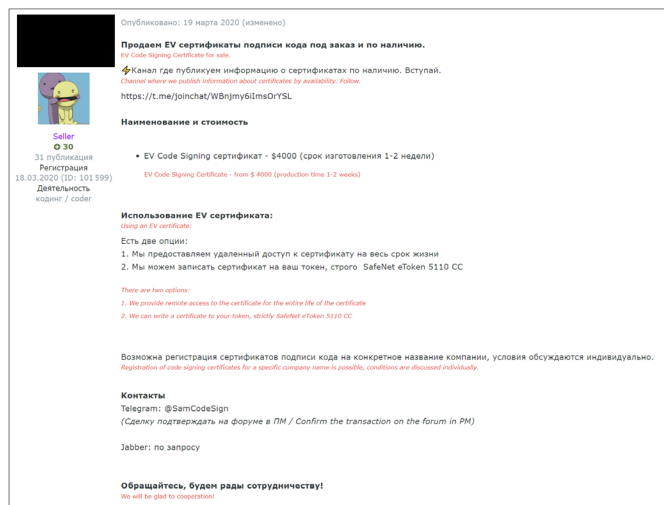 Опубликовано: 19 марта 2020 (изменено)
Продаем EV сертификаты подписи кода под заказ и по наличию.
EV Code Signing Certificate for sale.
⚡Канал где публикуем информацию о сертификатах по наличию. Вступай.
Channel where we publish information about certificates by availability. Follow.
https://t.me/joinchat/WBnjmy6iImsOrYSL
Наименование и стоимость
Seller
30
31 публикация
Регистрация
18.03.2020 (ID: 101 599)
Деятельность
кодинг / coder
• EV Code Signing сертификат - $4000 (срок изготовления 1-2 недели)
EV Code Signing Certificate - from $ 4000 (production time 1-2 weeks)
Использование EV сертификата:
Using an EV certificate:
Есть две опции:
1. Мы предоставляем удаленный доступ к сертификату на весь срок жизни
2. Мы можем записать сертификат на ваш токен, строго SafeNet eToken 5110 CC
There are two options:
1. We provide remote access to the certificate for the entire life of the certificate
2. We can write a certificate to your token, strictly SafeNet eToken 5110 CC
Возможна регистрация сертификатов подписи кода на конкретное название компании, условия обсуждаются индивидуально.
Registration of code signing certificates for a specific company name is possible, conditions are discussed individually.
Контакты
Telegram: @SamCodeSign
(Сделку подтверждать на форуме в ПМ / Confirm the transaction on the forum in PM)
Jabber: по запросу
Обращайтесь, будем рады сотрудничеству!
We will be glad to cooperation!